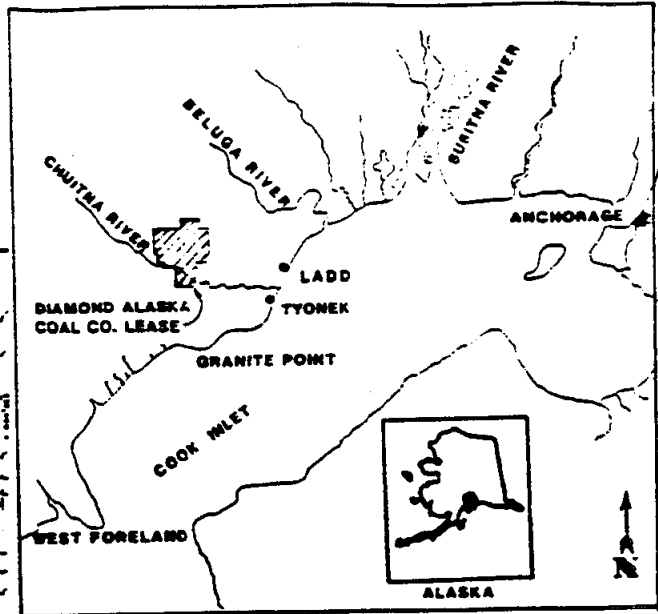 SUSITNA RIVER
BELUGA RIVER
CHUITNA RIVER
ANCHORAGE
LADD
DIAMOND ALASKA
COAL CO. LEASE
TYONEK
GRANITE POINT
COOK INLET
WEST FORELAND
N
ALASKA